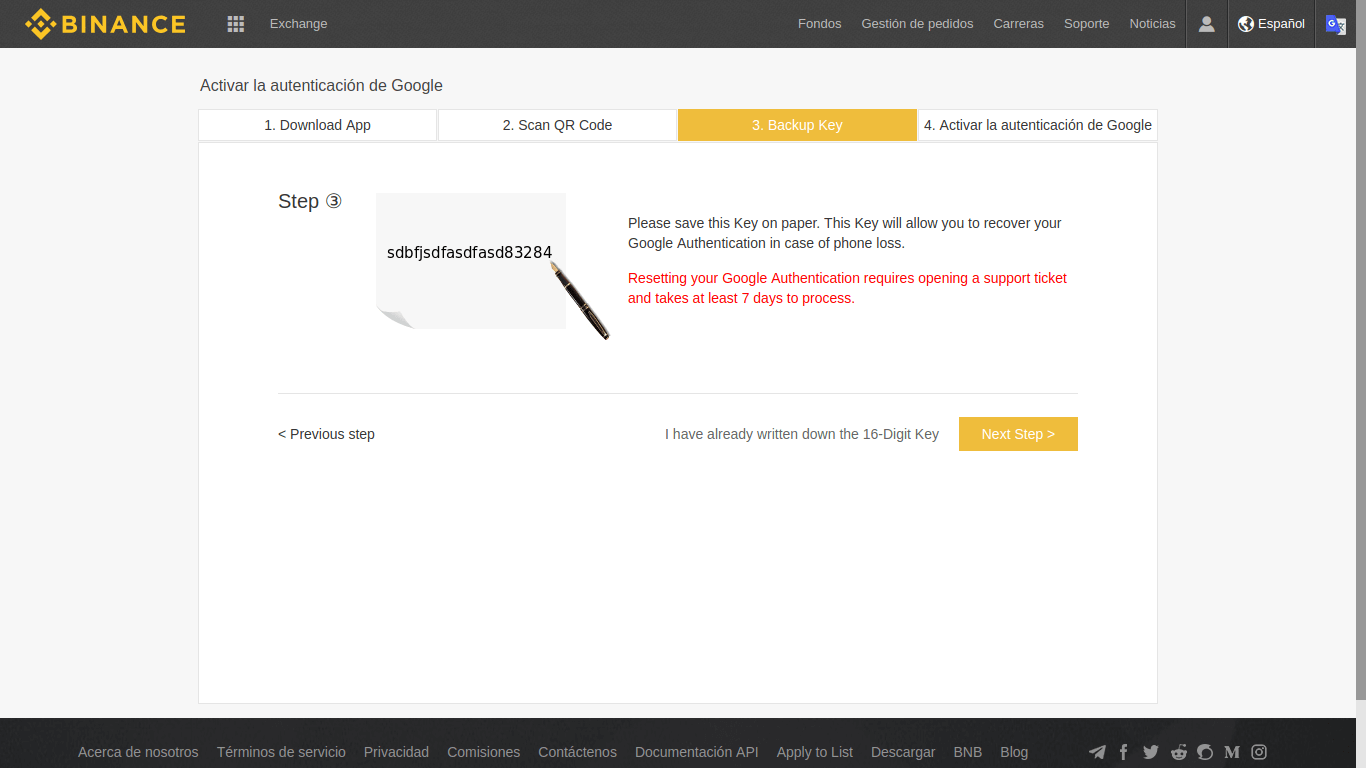 BINANCE
Exchange
Fondos
Gestión de pedidos
Carreras
Soporte
Noticias
Español
Activar la autenticación de Google
1. Download App
2. Scan QR Code
3. Backup Key
4. Activar la autenticación de Google
Step ③
sdbfjsdfasdfasd83284
Please save this Key on paper. This Key will allow you to recover your
Google Authentication in case of phone loss.
Resetting your Google Authentication requires opening a support ticket
and takes at least 7 days to process.
< Previous step
I have already written down the 16-Digit Key
Next Step >
Acerca de nosotros
Términos de servicio
Privacidad
Comisiones
Contáctenos
Documentación API
Apply to List
Descargar
BNB
Blog